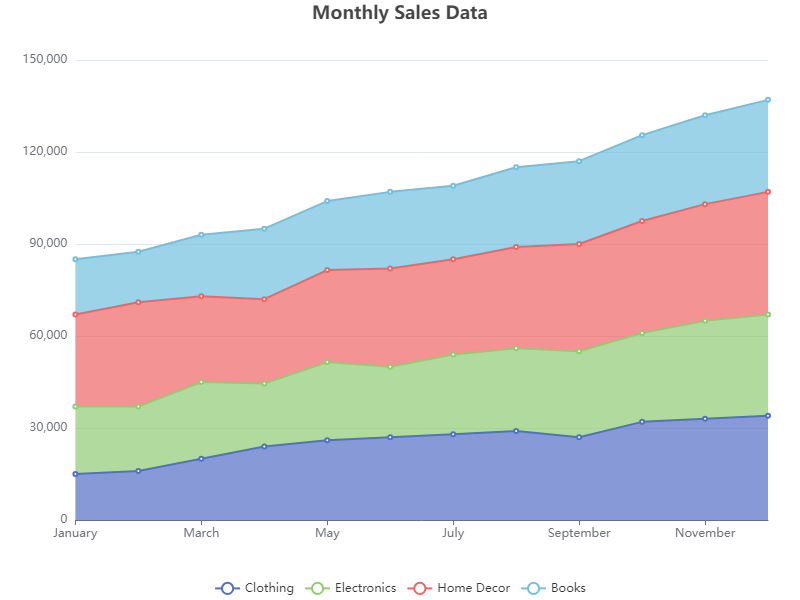 Monthly Sales Data
150,000
120,000
90,000
60,000
30,000
0
January March May July September November
Clothing Electronics Home Decor Books